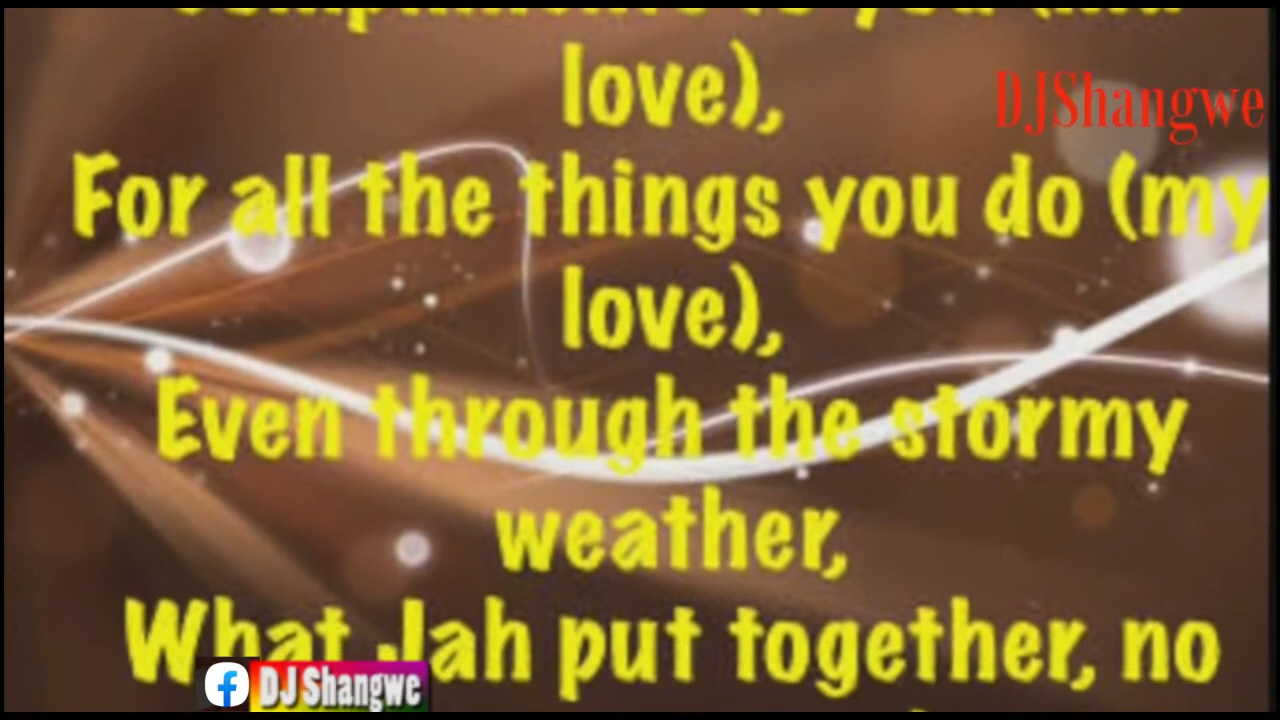 love),
DJShangwe
For all the things you do (my
love),
Even through the stormy
weather,
What Jah put together, no
DJ Shangwe